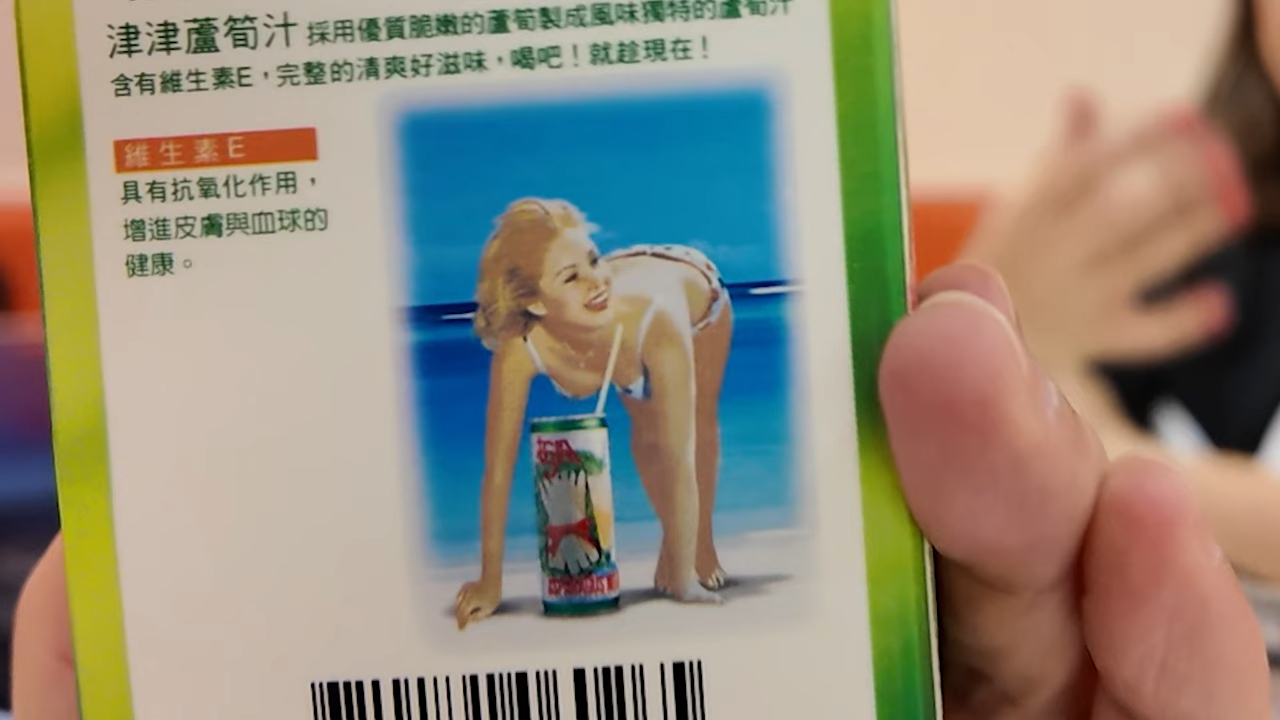 津津蘆筍汁 採用優質脆嫩的蘆筍製成風味獨特的蘆筍汁
含有維生素E，完整的清爽好滋味，喝吧！就趁現在！
維生素E
具有抗氧化作用，
增進皮膚與血球的
健康。